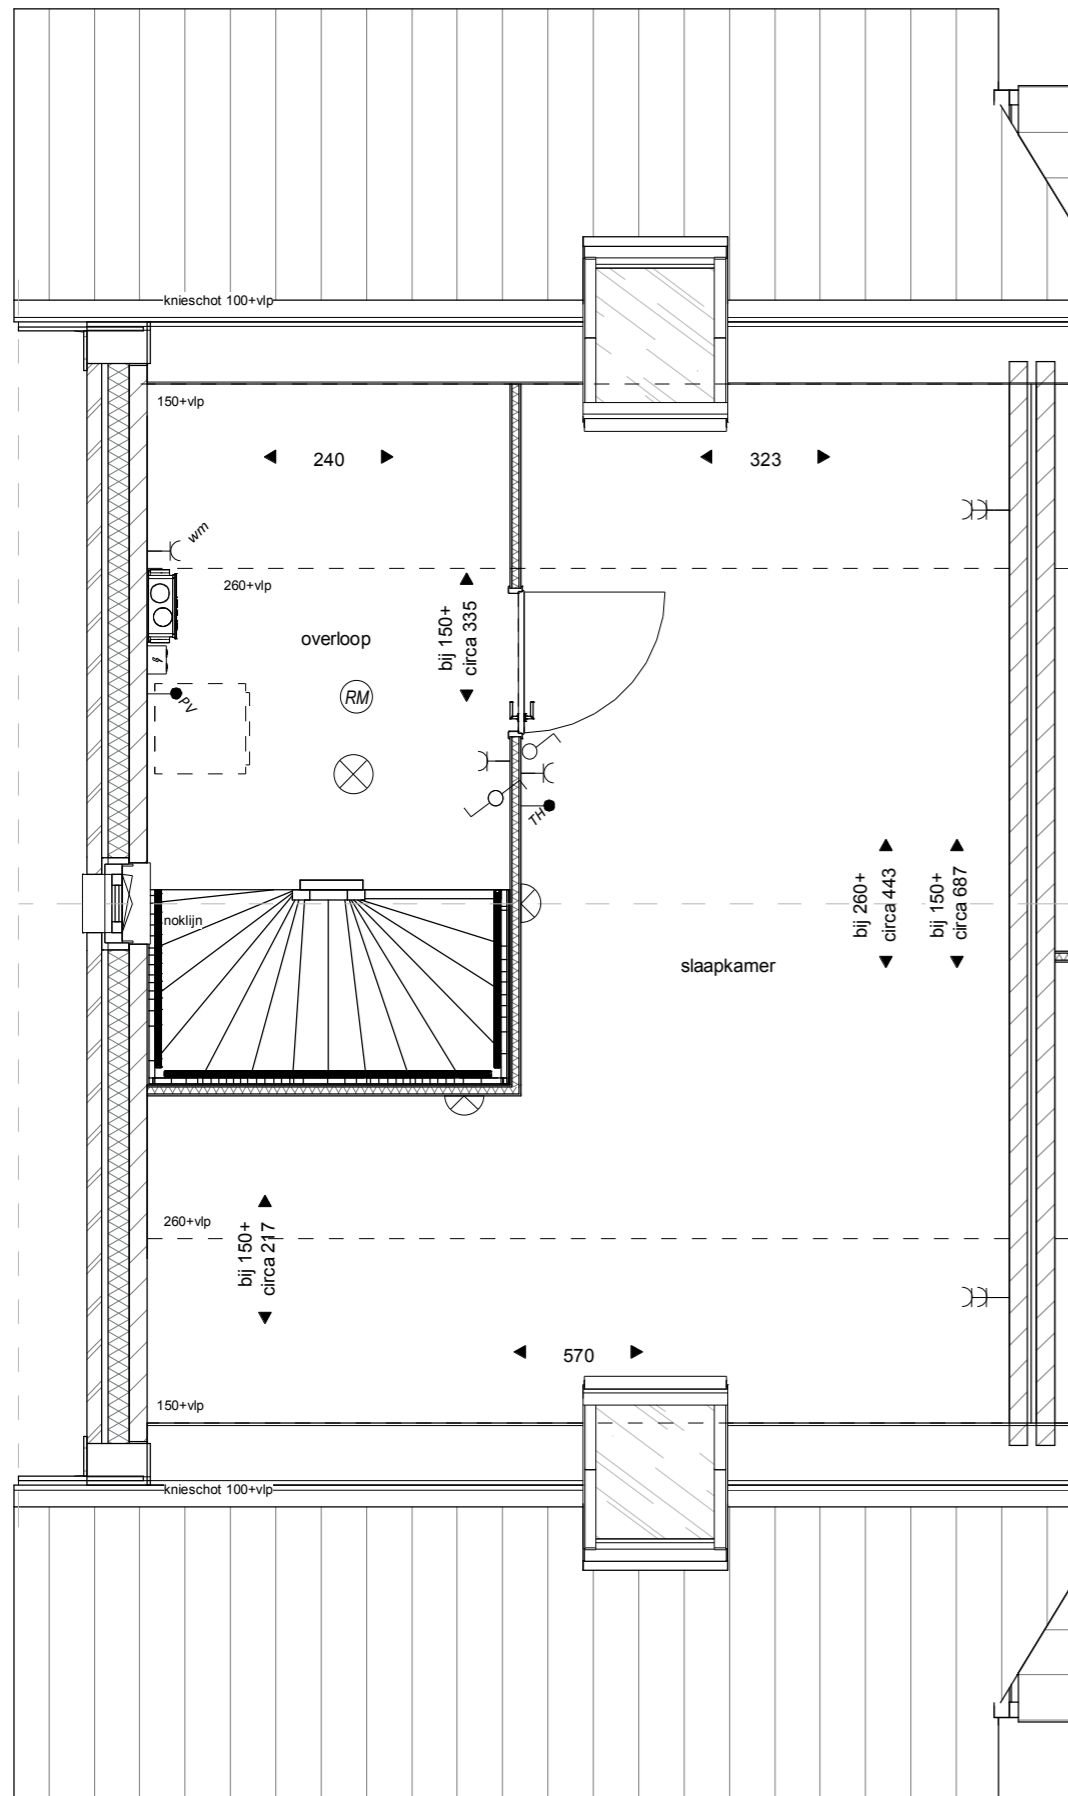 knieschot 100+vlp
150+vlp
240
323
wm
260+vlp
bij 150+
circa 335
overloop
RM
PV
TH
noklijn
bij 260+
circa 443
bij 150+
circa 687
slaapkamer
260+vlp
bij 150+
circa 217
570
150+vlp
knieschot 100+vlp